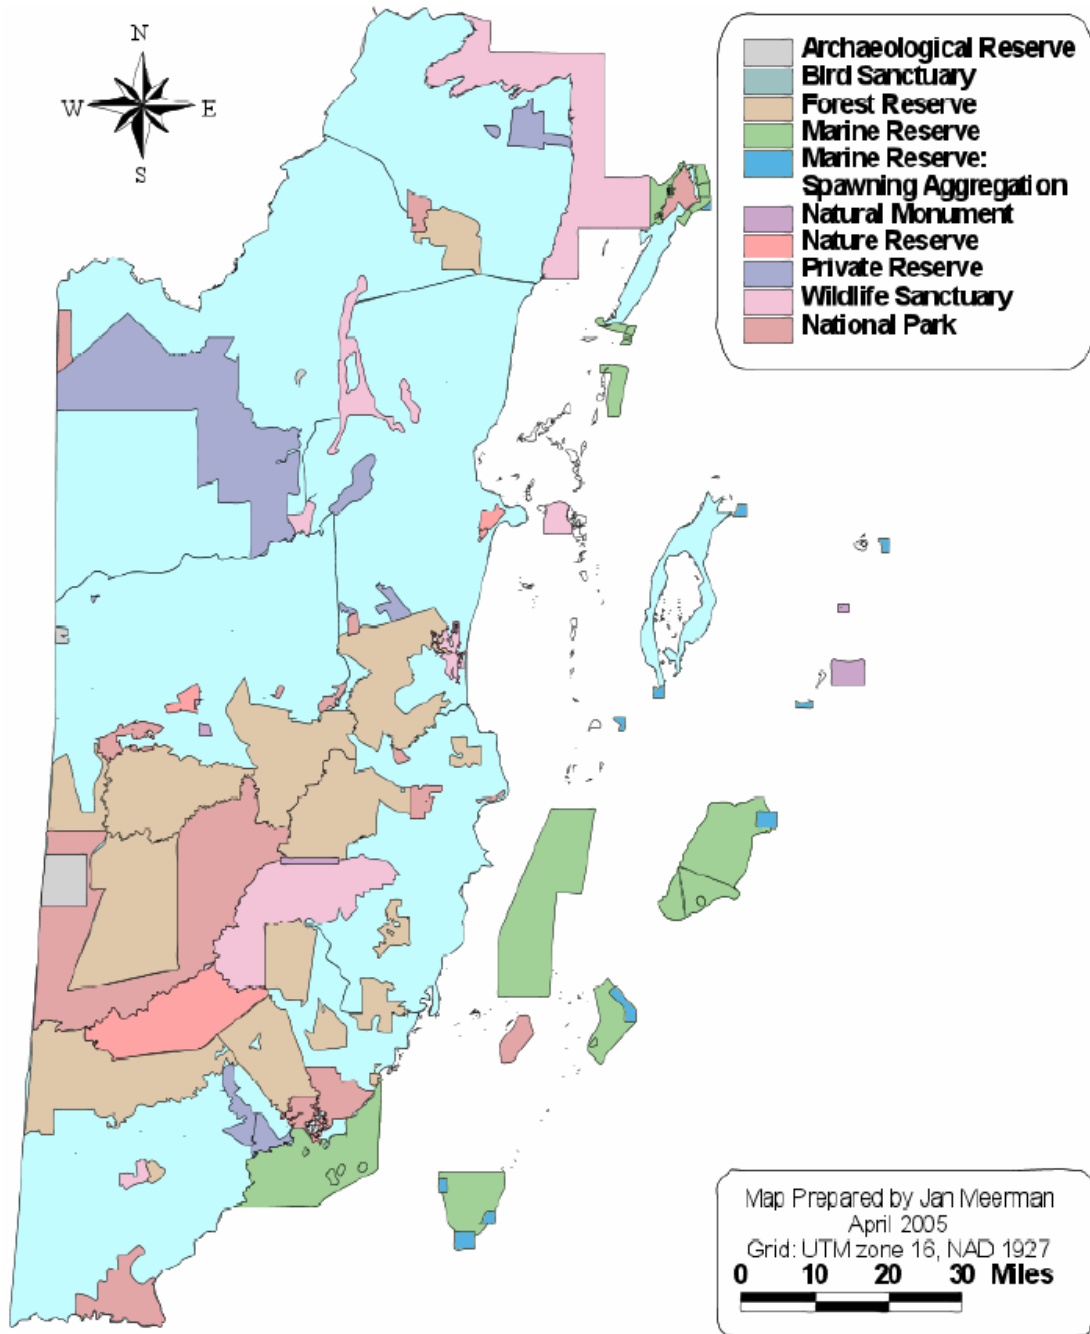 N
W E
S
Archaeological Reserve
Bird Sanctuary
Forest Reserve
Marine Reserve
Marine Reserve:
Spawning Aggregation
Natural Monument
Nature Reserve
Private Reserve
Wildlife Sanctuary
National Park
Map Prepared by Jan Meerman
April 2005
Grid: UTM zone 16, NAD 1927
0 10 20 30 Miles